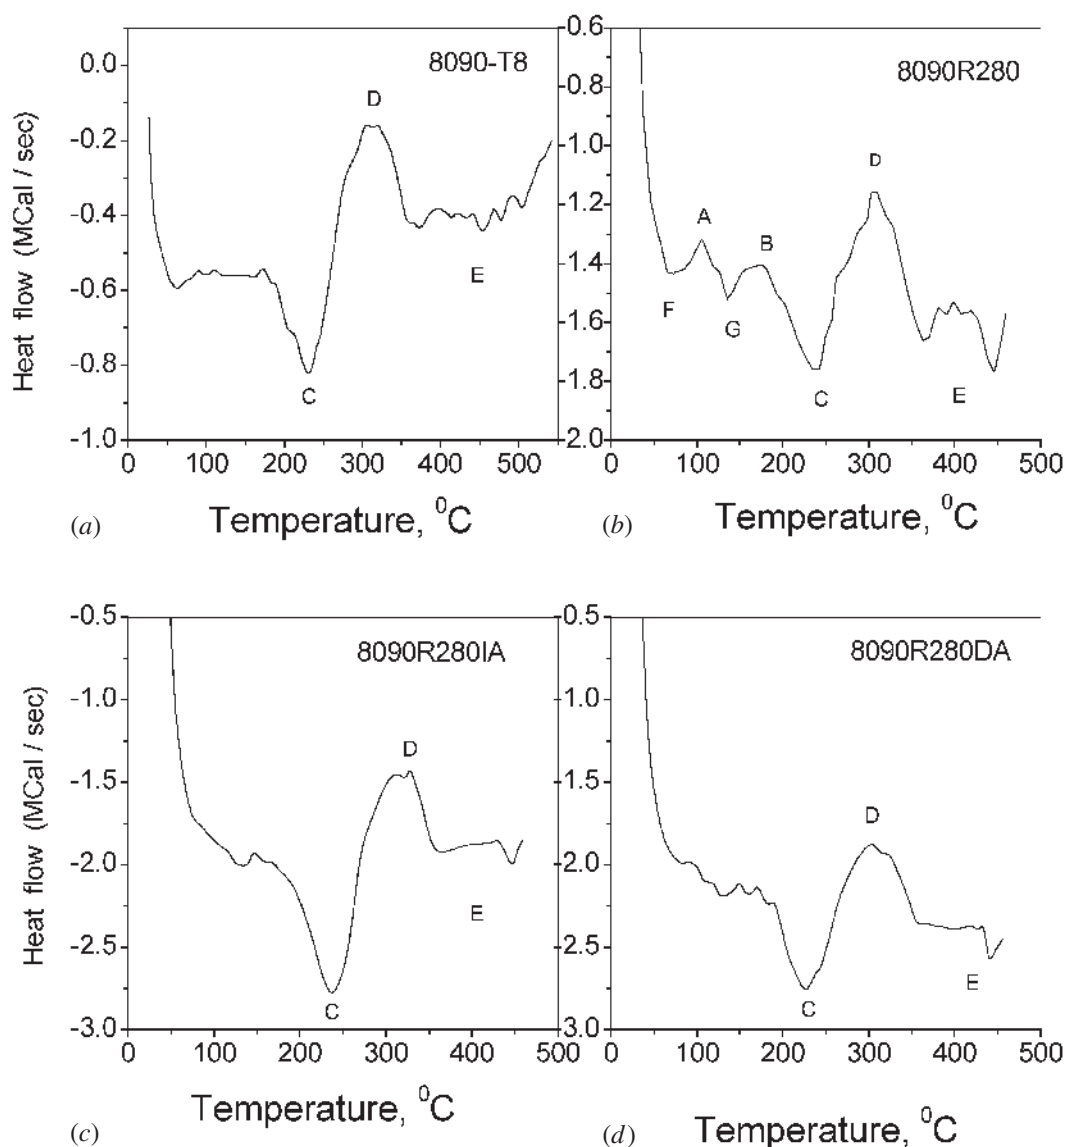 8090-T8
D
C
E
0.0
-0.2
-0.4
-0.6
-0.8
-1.0
0 100 200 300 400 500
Heat flow (MCal / sec)
(a) Temperature, ⁰C
8090R280
A
B
D
F
G
C
E
-0.6
-0.8
-1.0
-1.2
-1.4
-1.6
-1.8
-2.0
0 100 200 300 400 500
(b) Temperature, ⁰C
8090R280IA
D
E
C
-0.5
-1.0
-1.5
-2.0
-2.5
-3.0
0 100 200 300 400 500
Heat flow (MCal / sec)
(c) Temperature, ⁰C
8090R280DA
D
E
C
-0.5
-1.0
-1.5
-2.0
-2.5
-3.0
0 100 200 300 400 500
(d) Temperature, ⁰C